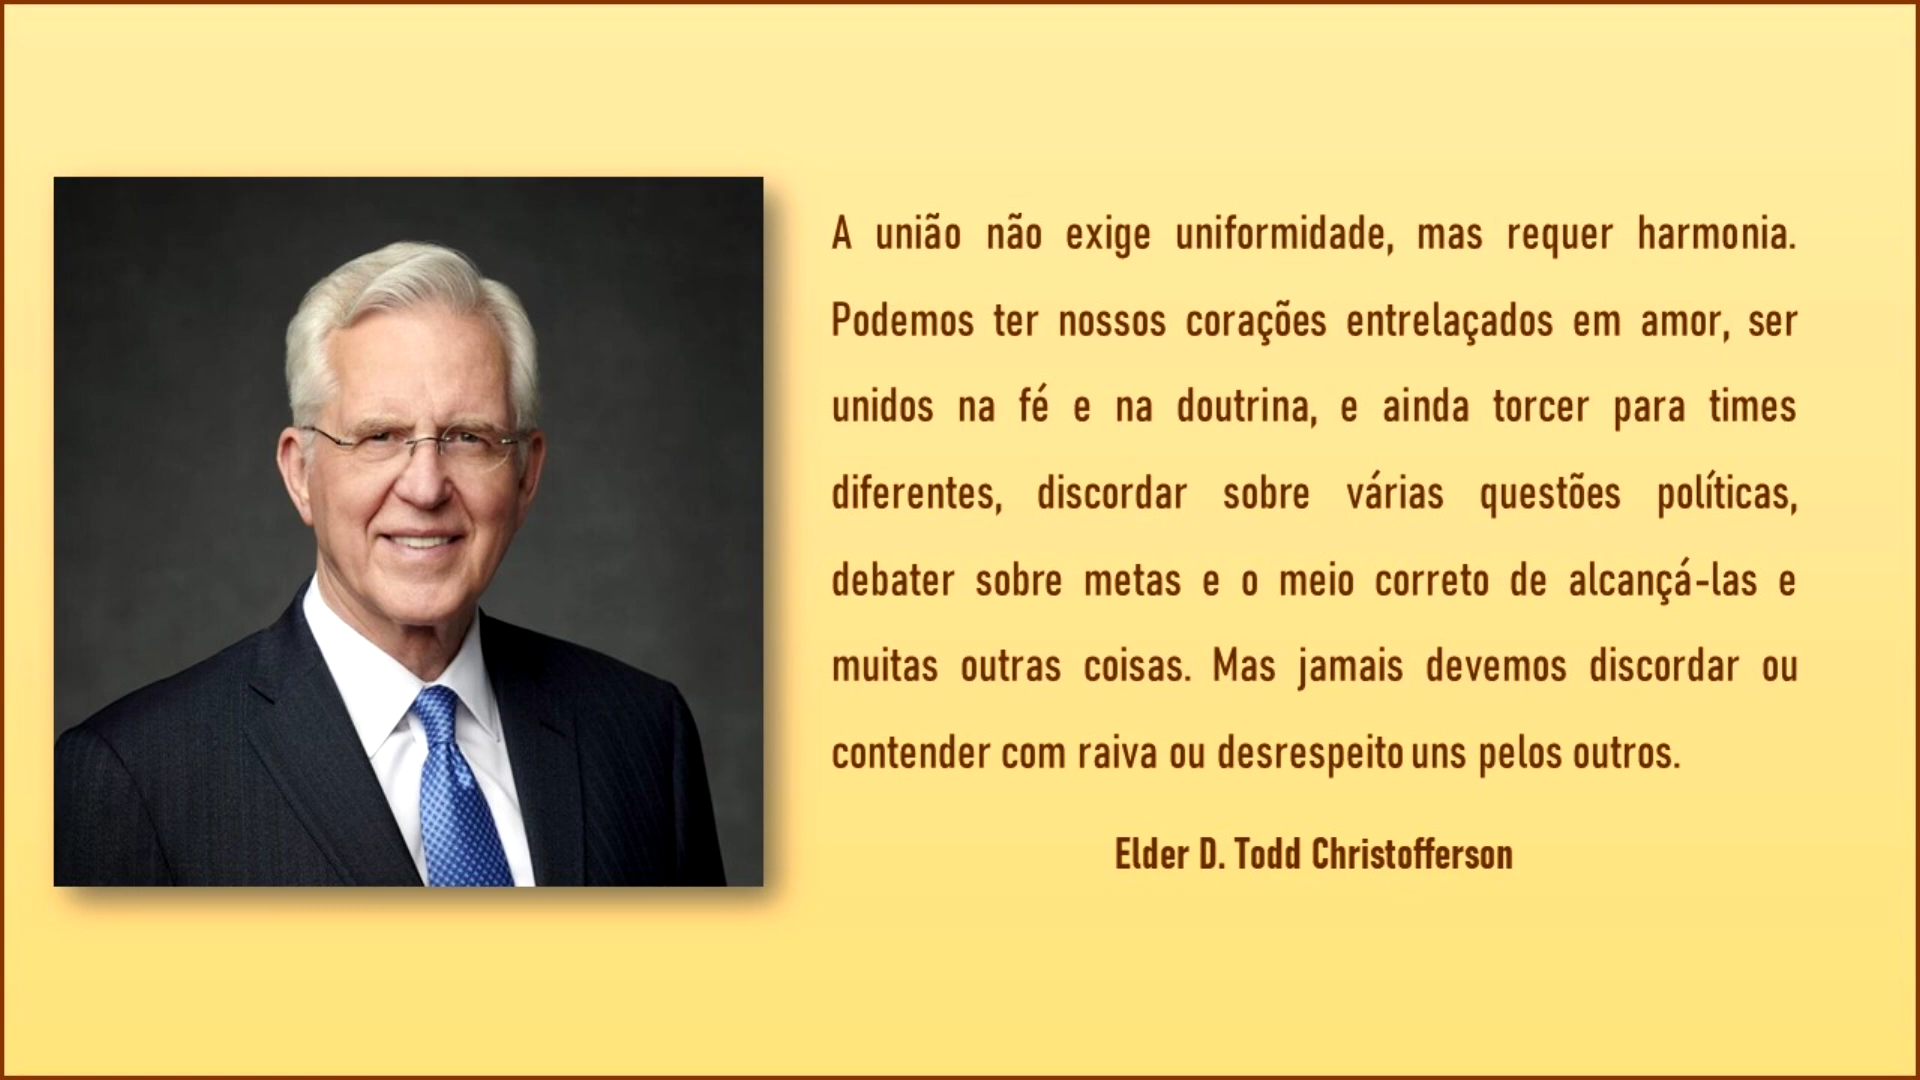 A união não exige uniformidade, mas requer harmonia.
Podemos ter nossos corações entrelaçados em amor, ser
unidos na fé e na doutrina, e ainda torcer para times
diferentes, discordar sobre várias questões políticas,
debater sobre metas e o meio correto de alcançá-las e
muitas outras coisas. Mas jamais devemos discordar ou
contender com raiva ou desrespeito uns pelos outros.
Elder D. Todd Christofferson